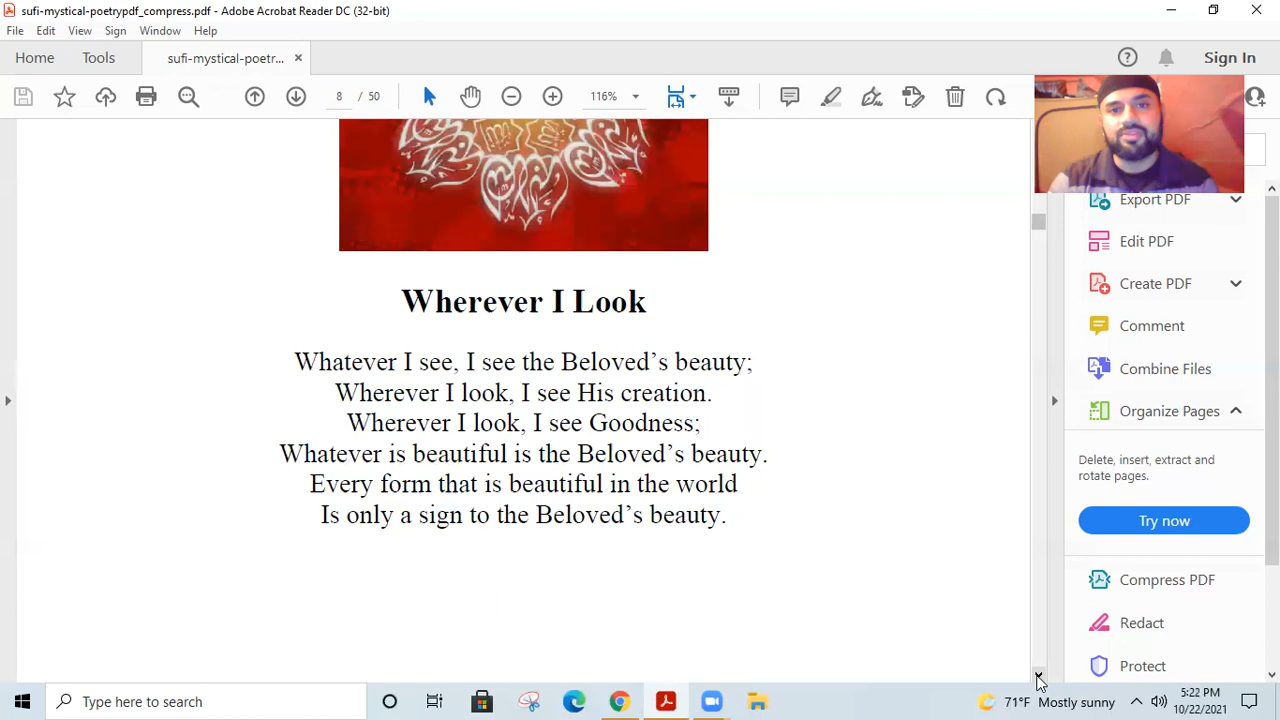 sufi-mystical-poetrypdf_compress.pdf - Adobe Acrobat Reader DC (32-bit)
File Edit View Sign Window Help
Home Tools sufi-mystical-poetr... Sign In
/ 50 116%
Export PDF
Edit PDF
Wherever I Look
Create PDF
Comment
Whatever I see, I see the Beloved's beauty;
Combine Files
Wherever I look, I see His creation.
Organize Pages
Wherever I look, I see Goodness;
Whatever is beautiful is the Beloved's beauty.
Delete, insert, extract and
rotate pages.
Every form that is beautiful in the world
Is only a sign to the Beloved's beauty.
Try now
Compress PDF
Redact
Protect
Type here to search
71°F Mostly sunny
5:22 PM
10/22/2021